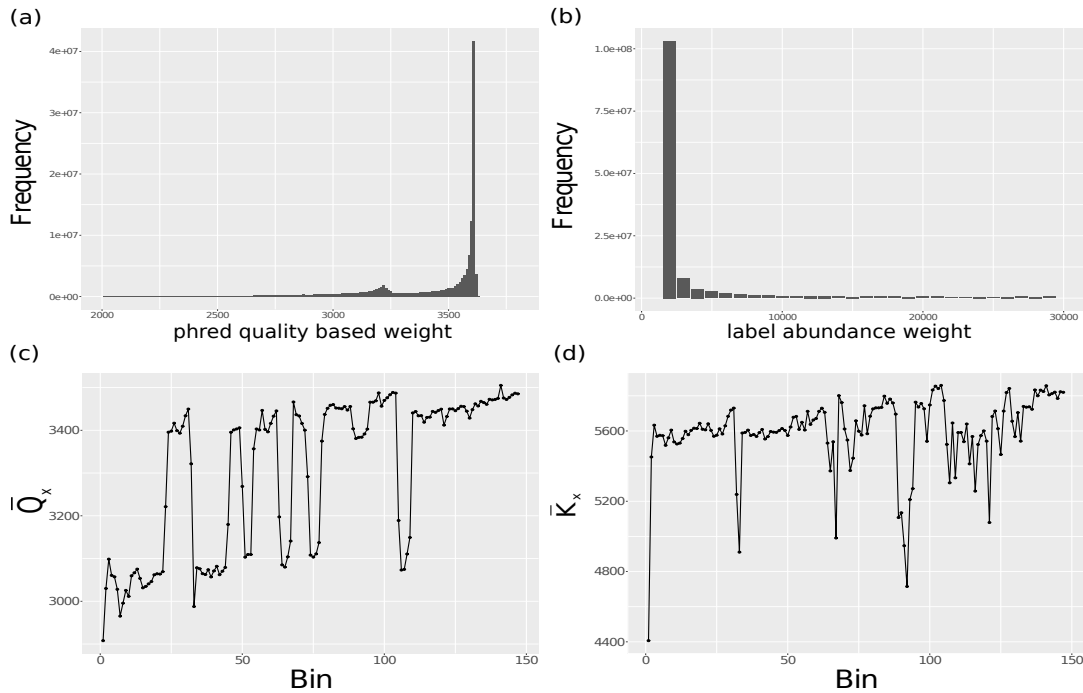 (a)
Frequency
4e+07
3e+07
2e+07
1e+07
0e+00
2000 2500 3000 3500
phred quality based weight
(b)
Frequency
1.0e+08
7.5e+07
5.0e+07
2.5e+07
0.0e+00
0 10000 20000 30000
label abundance weight
(c)
Q̅x
3400
3200
3000
0 50 100 150
Bin
(d)
K̅x
5600
5200
4800
4400
0 50 100 150
Bin